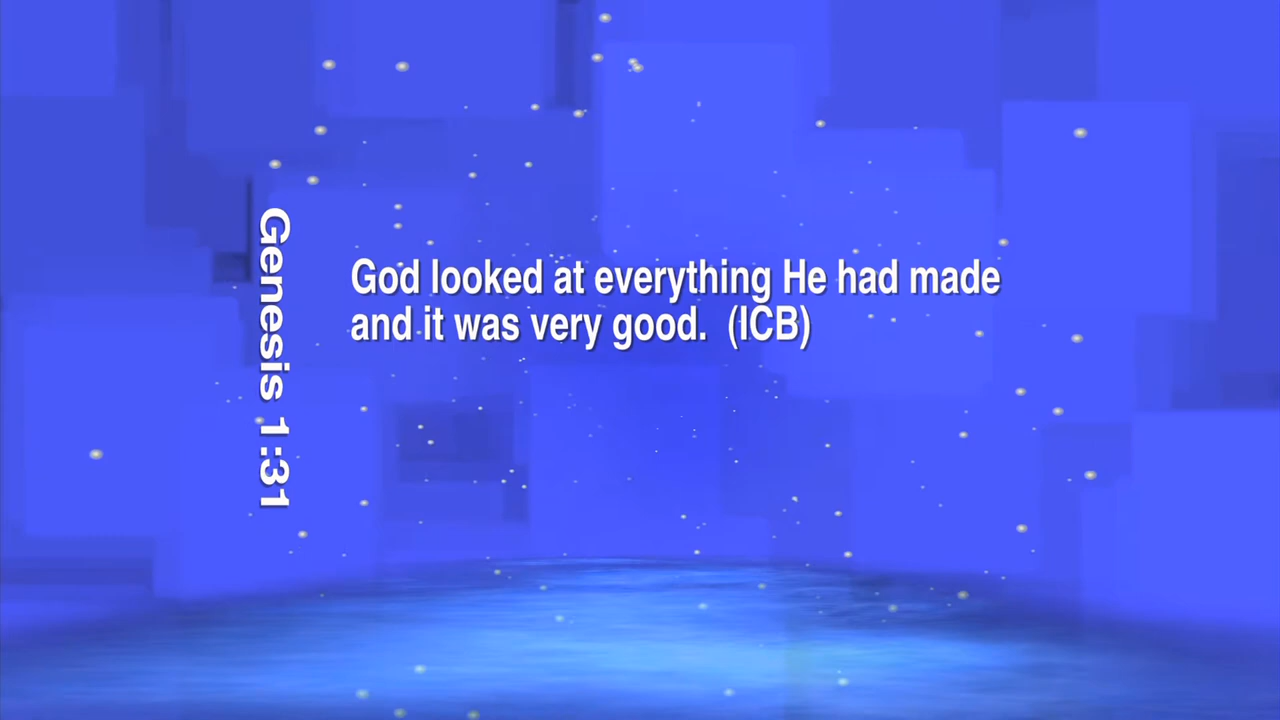 Genesis 1:31
God looked at everything He had made
and it was very good.  (ICB)